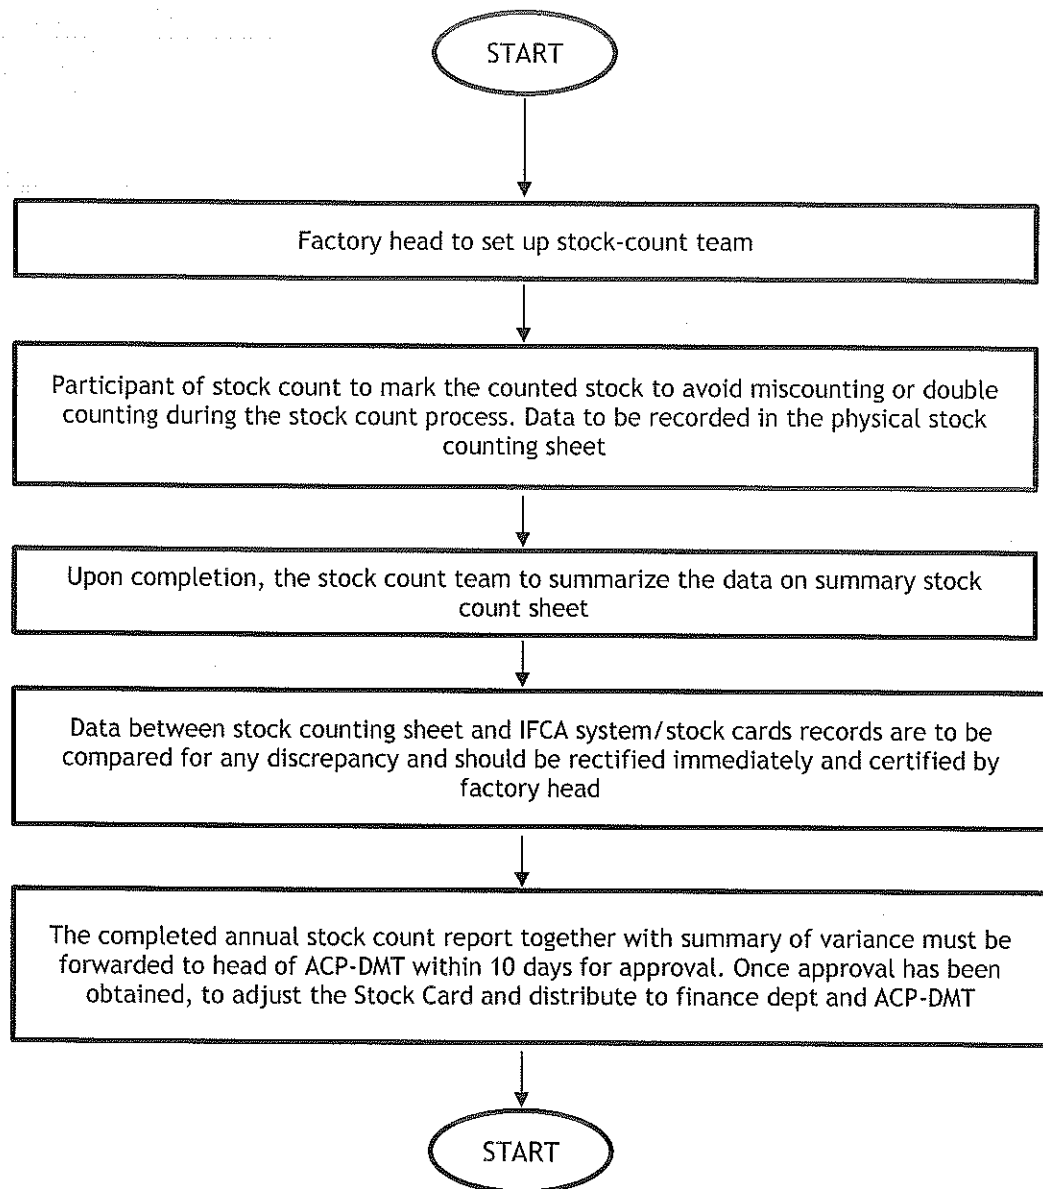 START
Factory head to set up stock-count team
Participant of stock count to mark the counted stock to avoid miscounting or double
counting during the stock count process. Data to be recorded in the physical stock
counting sheet
Upon completion, the stock count team to summarize the data on summary stock
count sheet
Data between stock counting sheet and IFCA system/stock cards records are to be
compared for any discrepancy and should be rectified immediately and certified by
factory head
The completed annual stock count report together with summary of variance must be
forwarded to head of ACP-DMT within 10 days for approval. Once approval has been
obtained, to adjust the Stock Card and distribute to finance dept and ACP-DMT
START